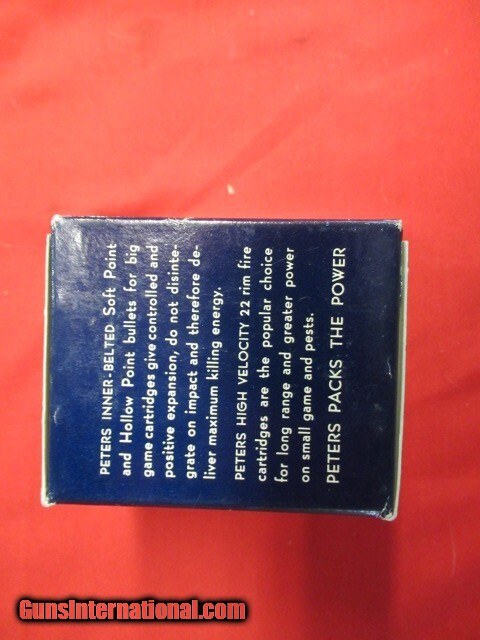 PETERS INNER-BELTED Soft Point
and Hollow Point bullets for big
game cartridges give controlled and
positive expansion, do not disinte-
grate on impact and therefore de-
liver maximum killing energy.
PETERS HIGH VELOCITY 22 rim fire
cartridges are the popular choice
for long range and greater power
on small game and pests.
PETERS PACKS THE POWER
GunsInternational.com